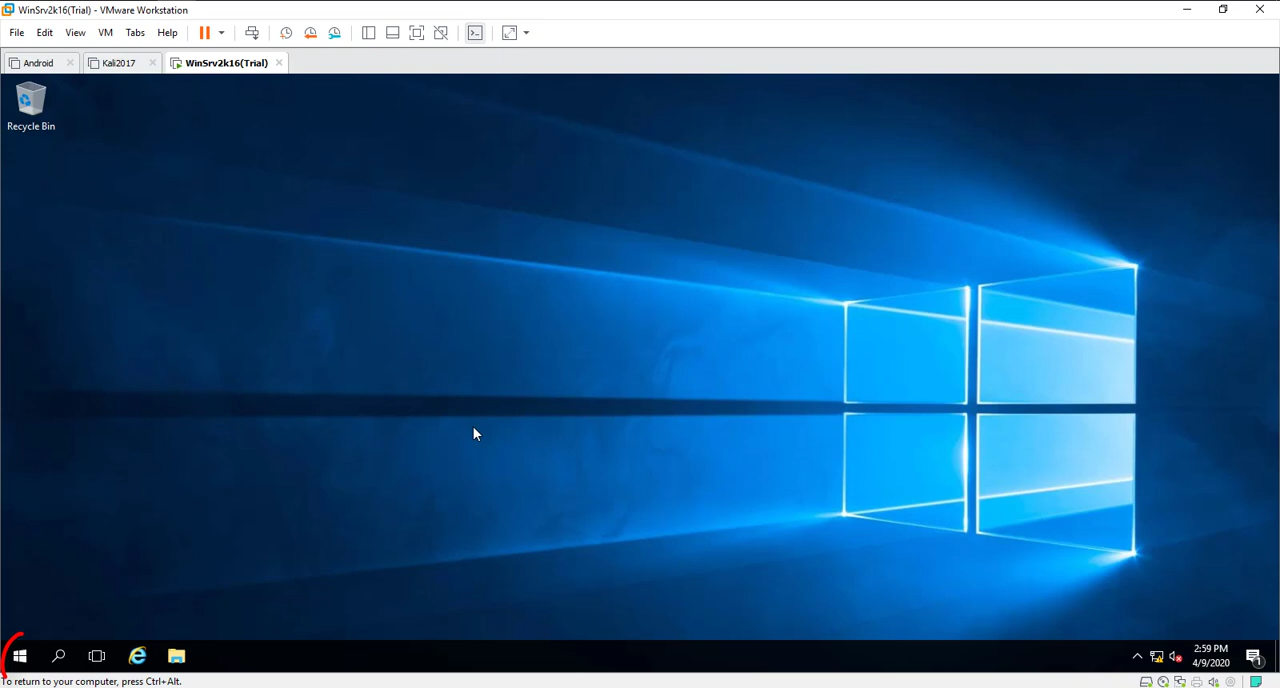 WinSrv2k16(Trial) - VMware Workstation
File Edit View VM Tabs Help
Android Kali2017 WinSrv2k16(Trial)
Recycle Bin
2:59 PM
4/9/2020
1
To return to your computer, press Ctrl+Alt.